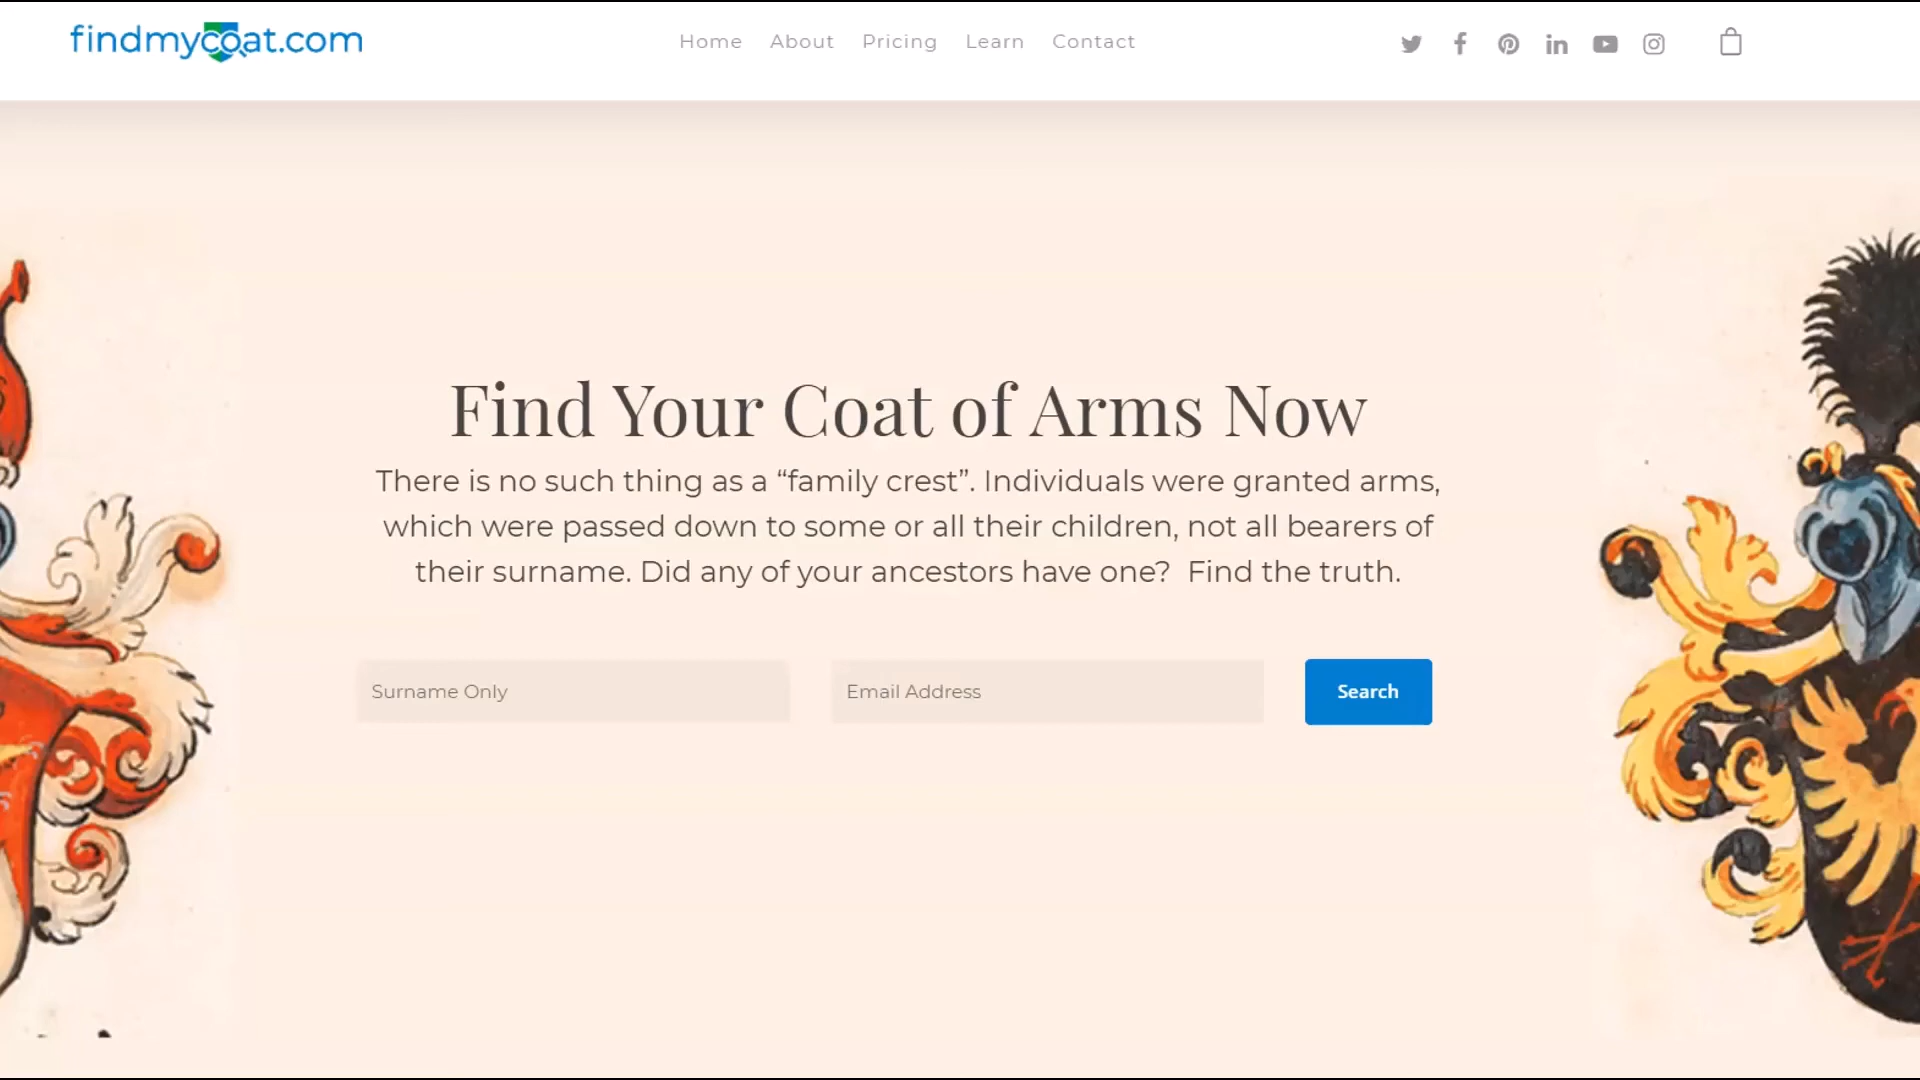 findmycoat.com
Home About Pricing Learn Contact
Find Your Coat of Arms Now
There is no such thing as a “family crest”. Individuals were granted arms,
which were passed down to some or all their children, not all bearers of
their surname. Did any of your ancestors have one? Find the truth.
Surname Only
Email Address
Search